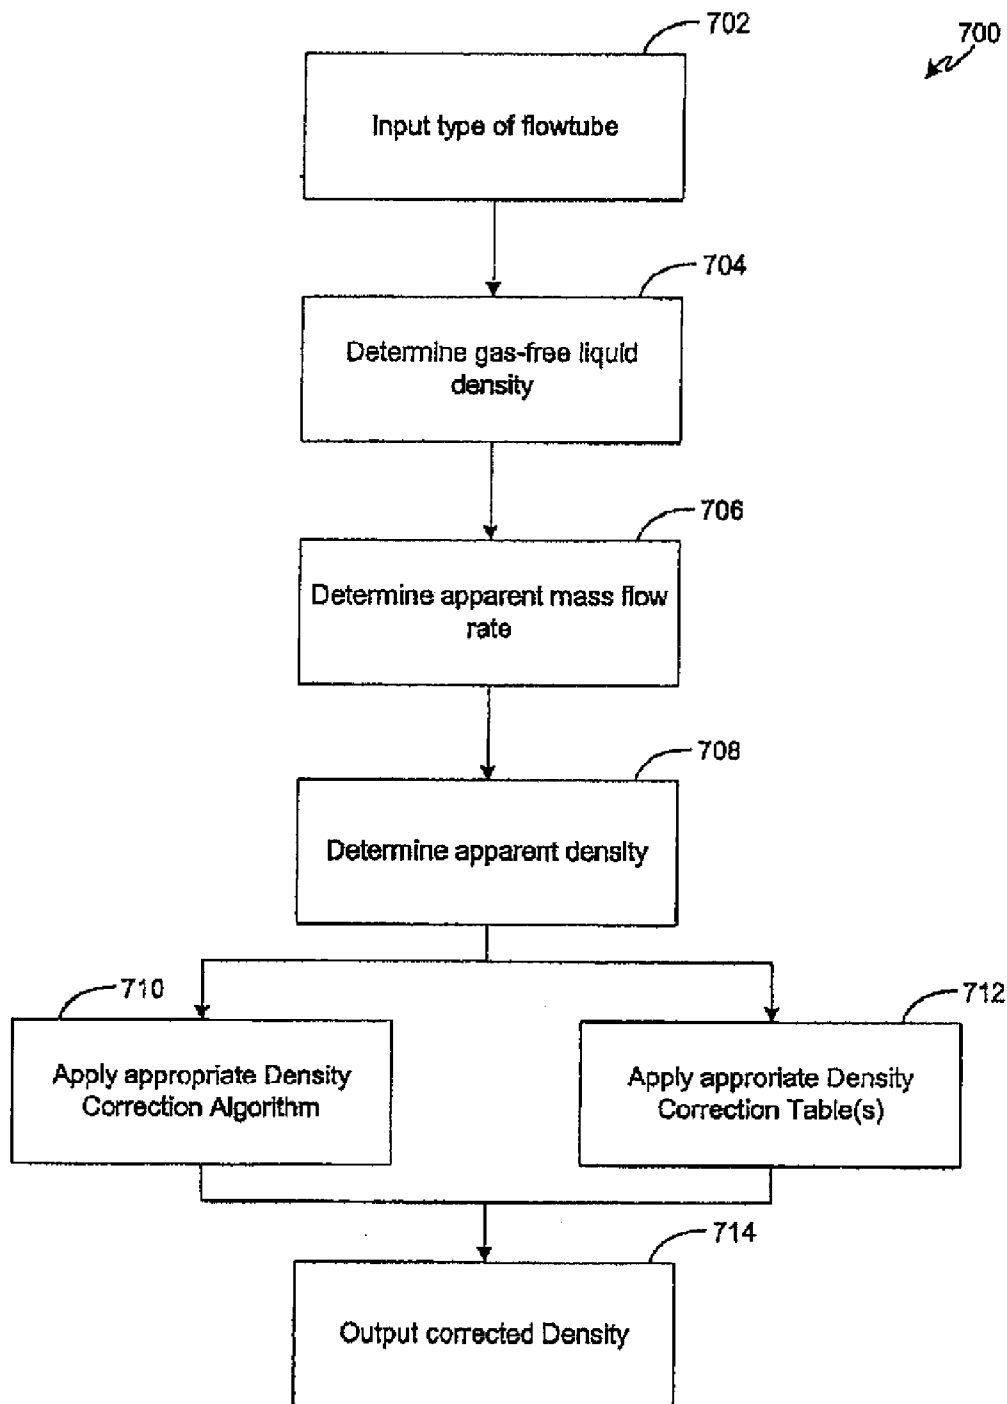 702
700
Input type of flowtube
704
Determine gas-free liquid
density
706
Determine apparent mass flow
rate
708
Determine apparent density
710
712
Apply appropriate Density
Correction Algorithm
Apply approriate Density
Correction Table(s)
714
Output corrected Density